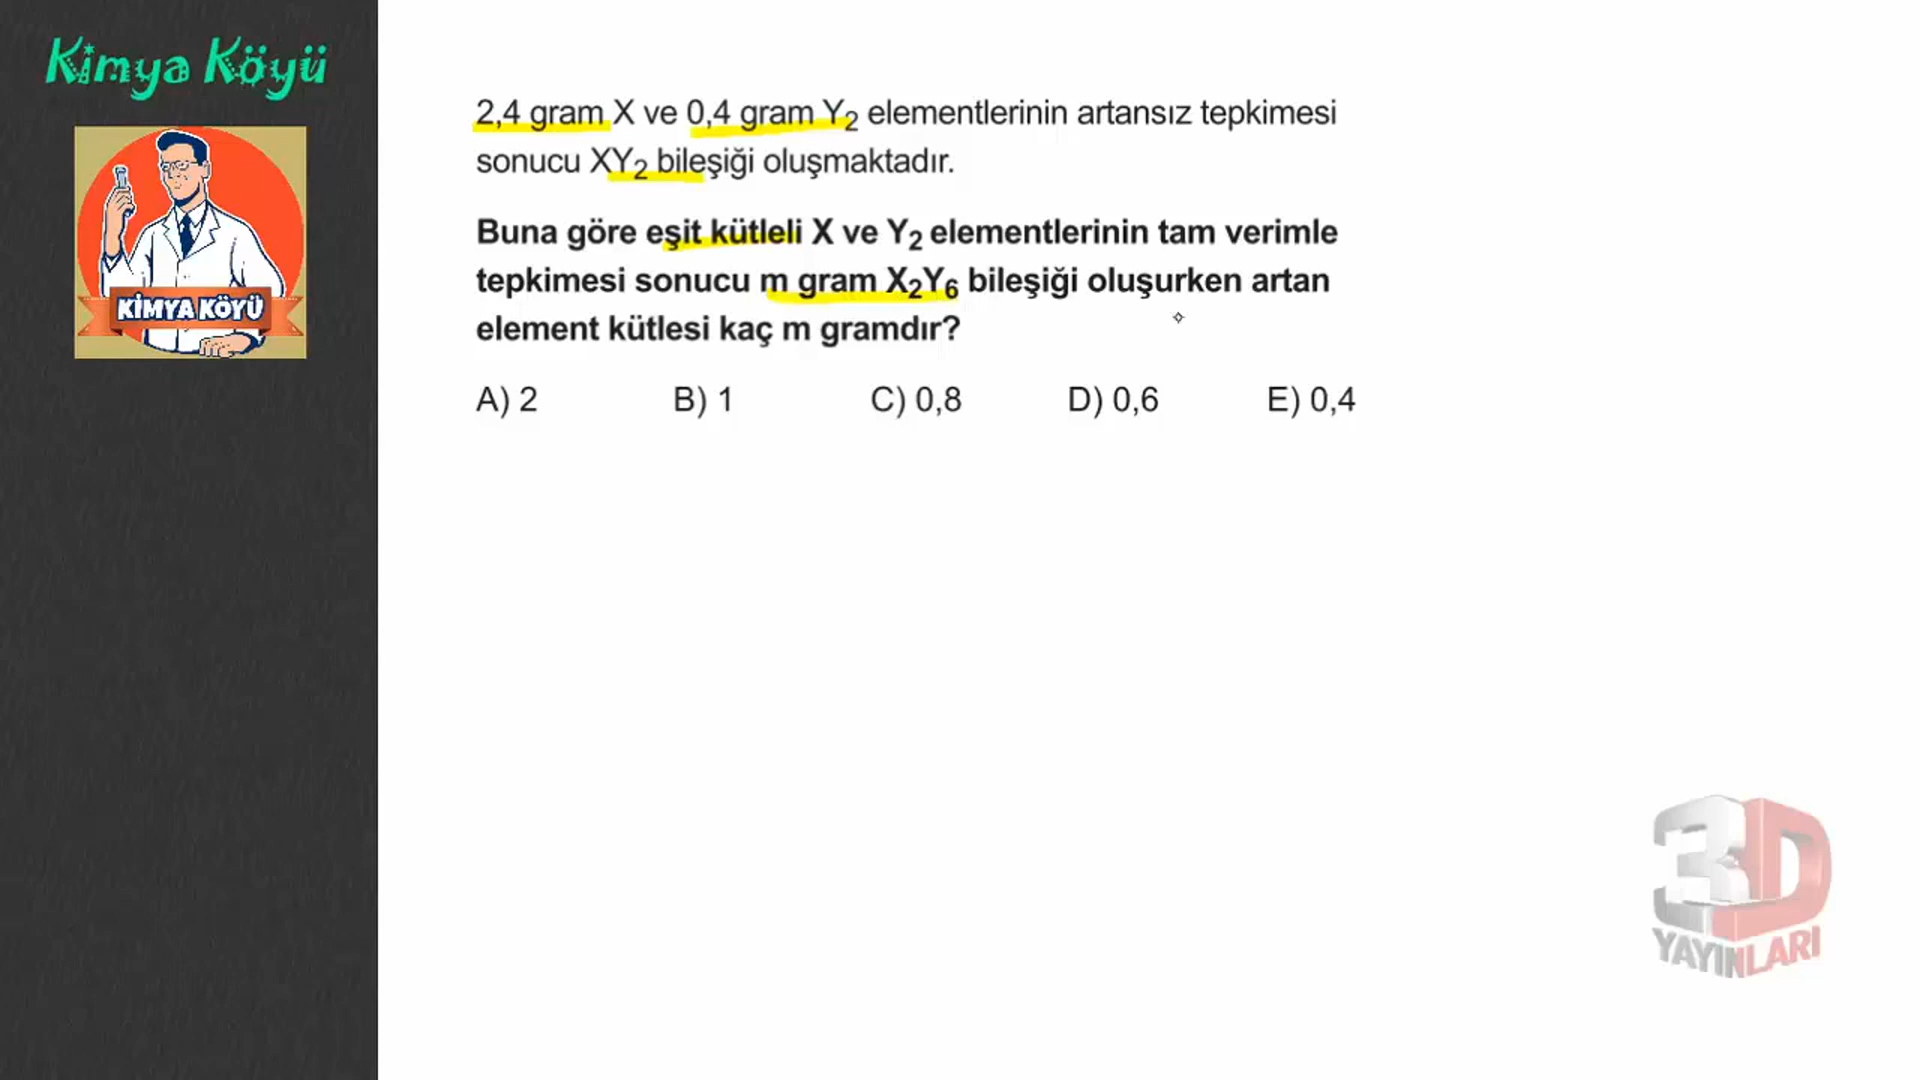 Kimya Köyü
KİMYA KÖYÜ
2,4 gram X ve 0,4 gram Y₂ elementlerinin artansız tepkimesi
sonucu XY₂ bileşiği oluşmaktadır.
Buna göre eşit kütleli X ve Y₂ elementlerinin tam verimle
tepkimesi sonucu m gram X₂Y₆ bileşiği oluşurken artan
element kütlesi kaç m gramdır?
A) 2 B) 1 C) 0,8 D) 0,6 E) 0,4
3D
YAYINLARI